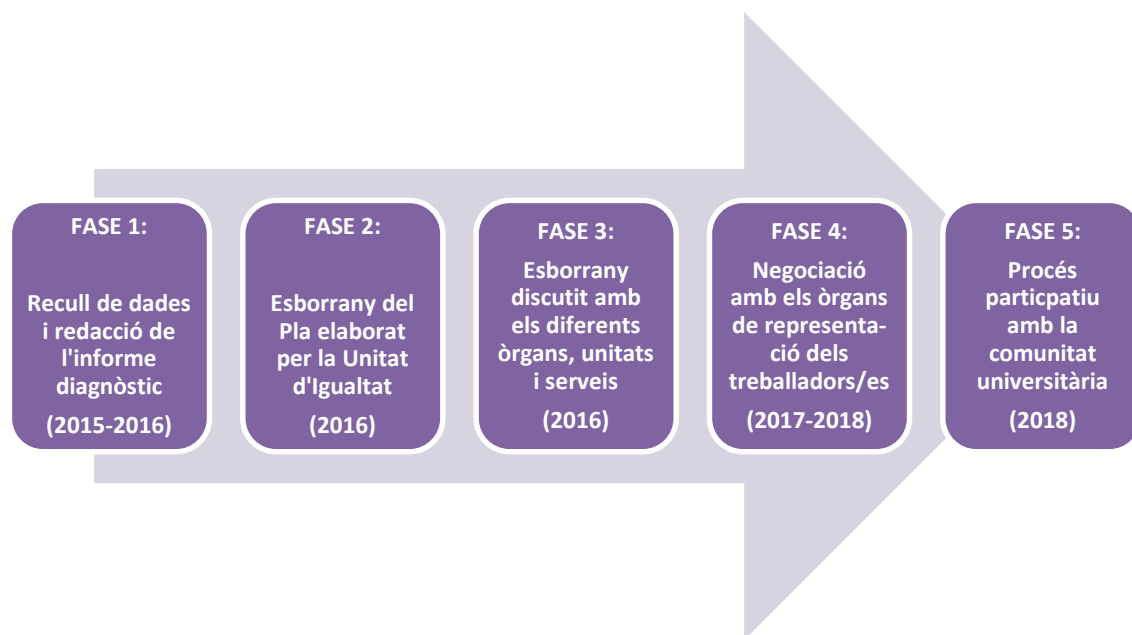 FASE 1:
Recull de dades
i redacció de
l'informe
diagnòstic
(2015-2016)
FASE 2:
Esborrany del
Pla elaborat
per la Unitat
d'Igualtat
(2016)
FASE 3:
Esborrany
discutit amb
els diferents
òrgans, unitats
i serveis
(2016)
FASE 4:
Negociació
amb els òrgans
de representa-
ció dels
treballadors/es
(2017-2018)
FASE 5:
Procés
particpatiu
amb la
comunitat
universitària
(2018)